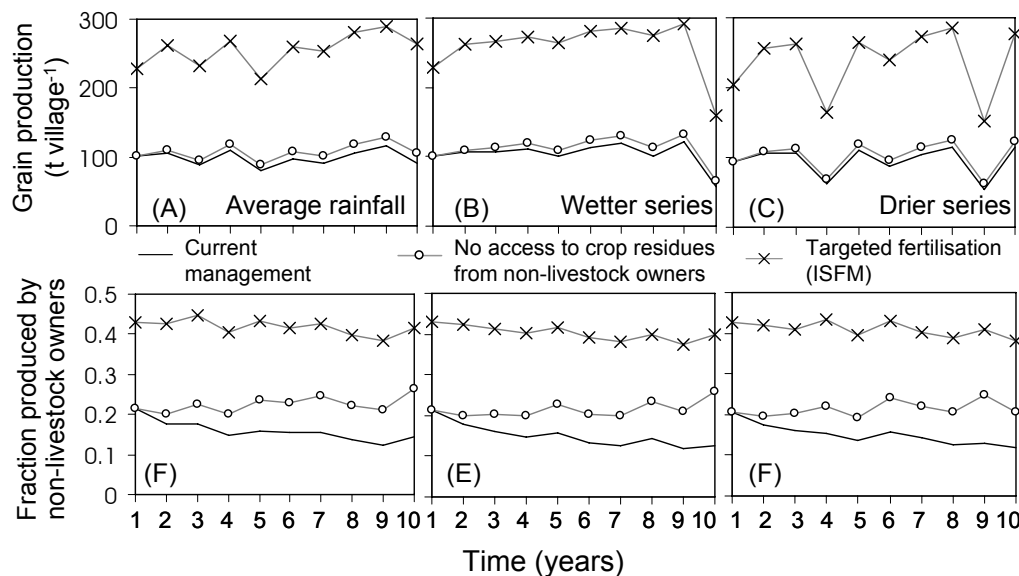 Grain production
(t village⁻¹)
300
200
100
0
(A) Average rainfall
(B) Wetter series
(C) Drier series
Current
management
No access to crop residues
from non-livestock owners
Targeted fertilisation
(ISFM)
Fraction produced by
non-livestock owners
0.5
0.4
0.3
0.2
0.1
0
(F)
(E)
(F)
1 2 3 4 5 6 7 8 9 10
1 2 3 4 5 6 7 8 9 10
1 2 3 4 5 6 7 8 9 10
Time (years)